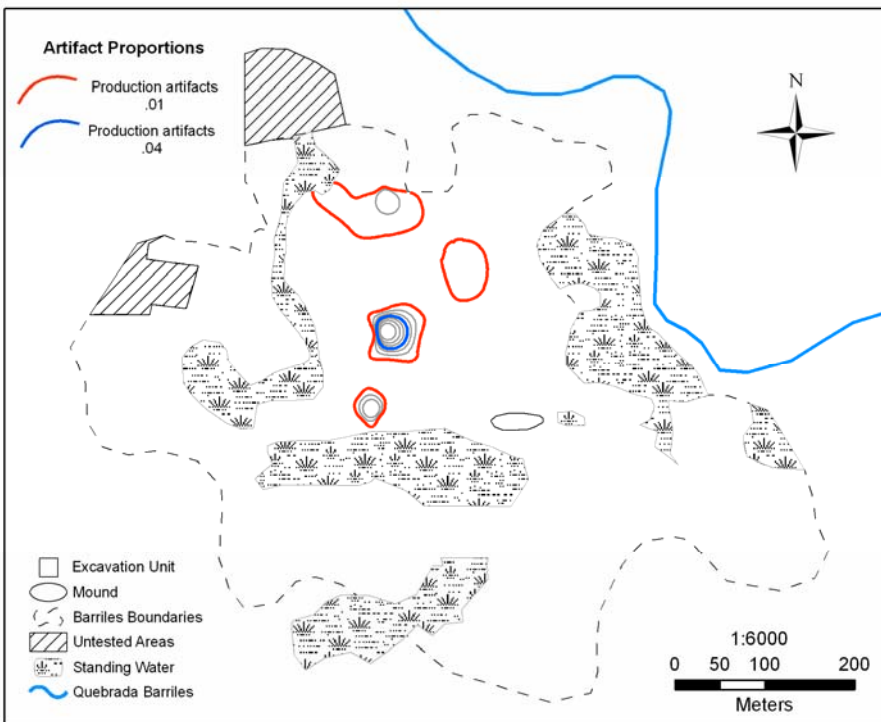 Artifact Proportions
Production artifacts
.01
Production artifacts
.04
N
Excavation Unit
Mound
Barriles Boundaries
Untested Areas
Standing Water
Quebrada Barriles
1:6000
0 50 100 200
Meters